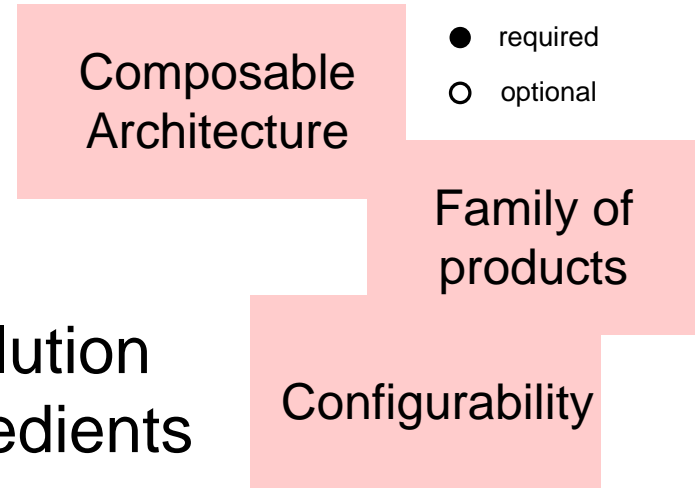 Composable
Architecture
required
optional
Family of
products
lution
edients
Configurability